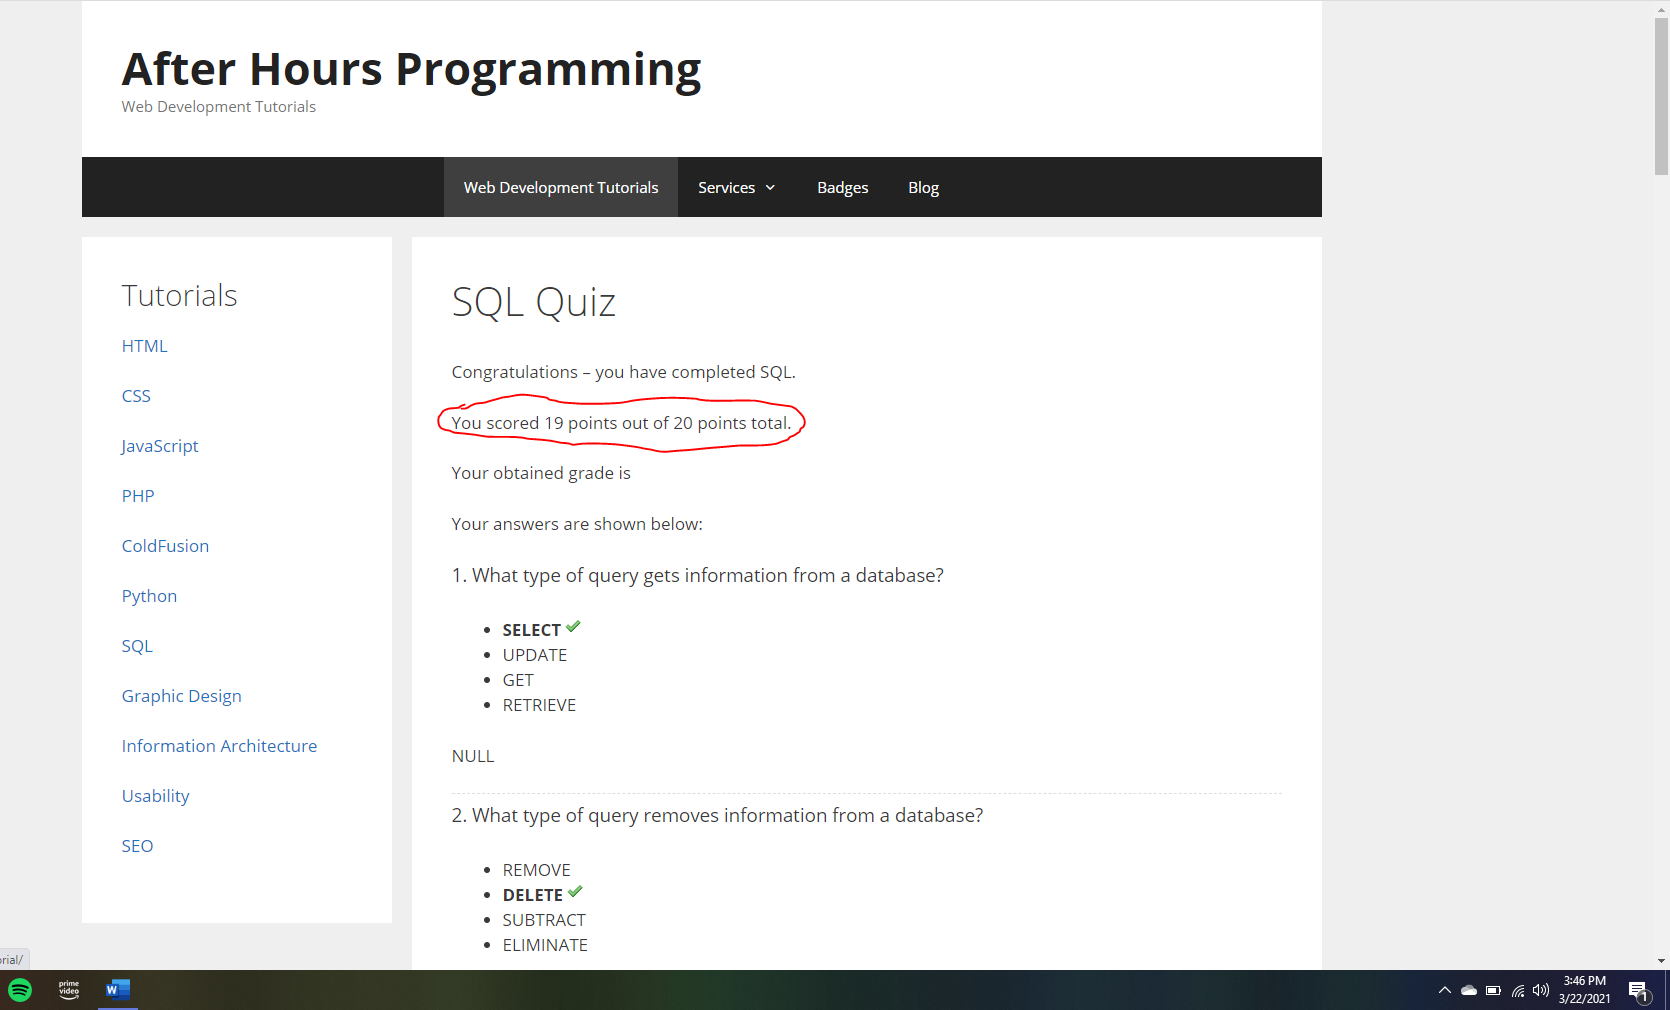 After Hours Programming
Web Development Tutorials
Web Development Tutorials Services Badges Blog
Tutorials
HTML
CSS
JavaScript
PHP
ColdFusion
Python
SQL
Graphic Design
Information Architecture
Usability
SEO
SQL Quiz
Congratulations – you have completed SQL.
You scored 19 points out of 20 points total.
Your obtained grade is
Your answers are shown below:
1. What type of query gets information from a database?
SELECT
UPDATE
GET
RETRIEVE
NULL
2. What type of query removes information from a database?
REMOVE
DELETE
SUBTRACT
ELIMINATE
orial/
prime
video
W
3:46 PM
3/22/2021
1